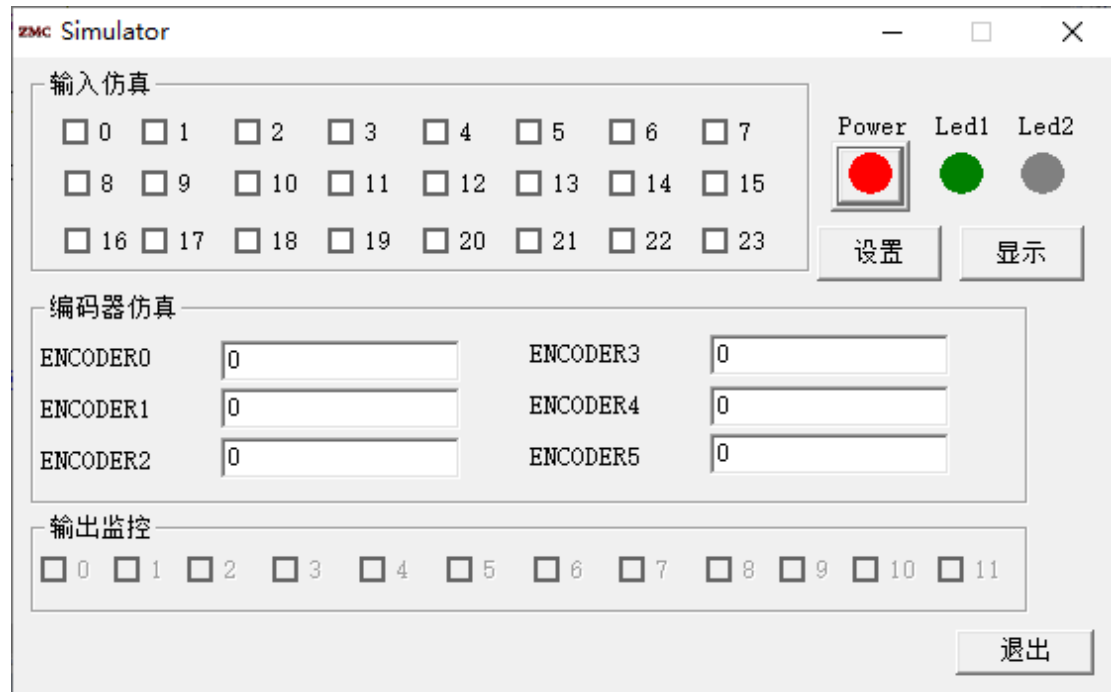 ZMC Simulator
输入仿真
0 1 2 3 4 5 6 7
Power Led1 Led2
8 9 10 11 12 13 14 15
16 17 18 19 20 21 22 23
设置 显示
编码器仿真
ENCODER0 0 ENCODER3 0
ENCODER1 0 ENCODER4 0
ENCODER2 0 ENCODER5 0
输出监控
0 1 2 3 4 5 6 7 8 9 10 11
退出